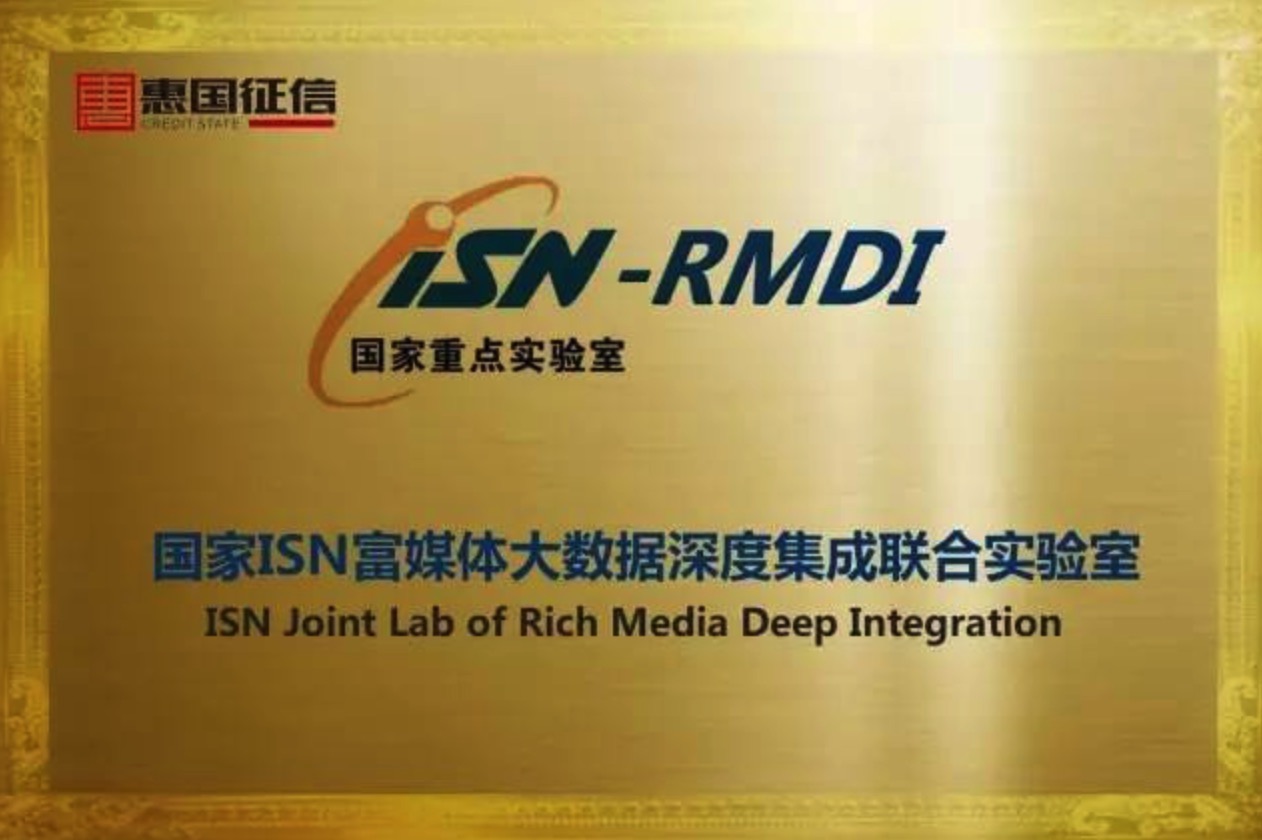 惠国征信
CREDIT STATE
ISN-RMDI
国家重点实验室
国家ISN富媒体大数据深度集成联合实验室
ISN Joint Lab of Rich Media Deep Integration